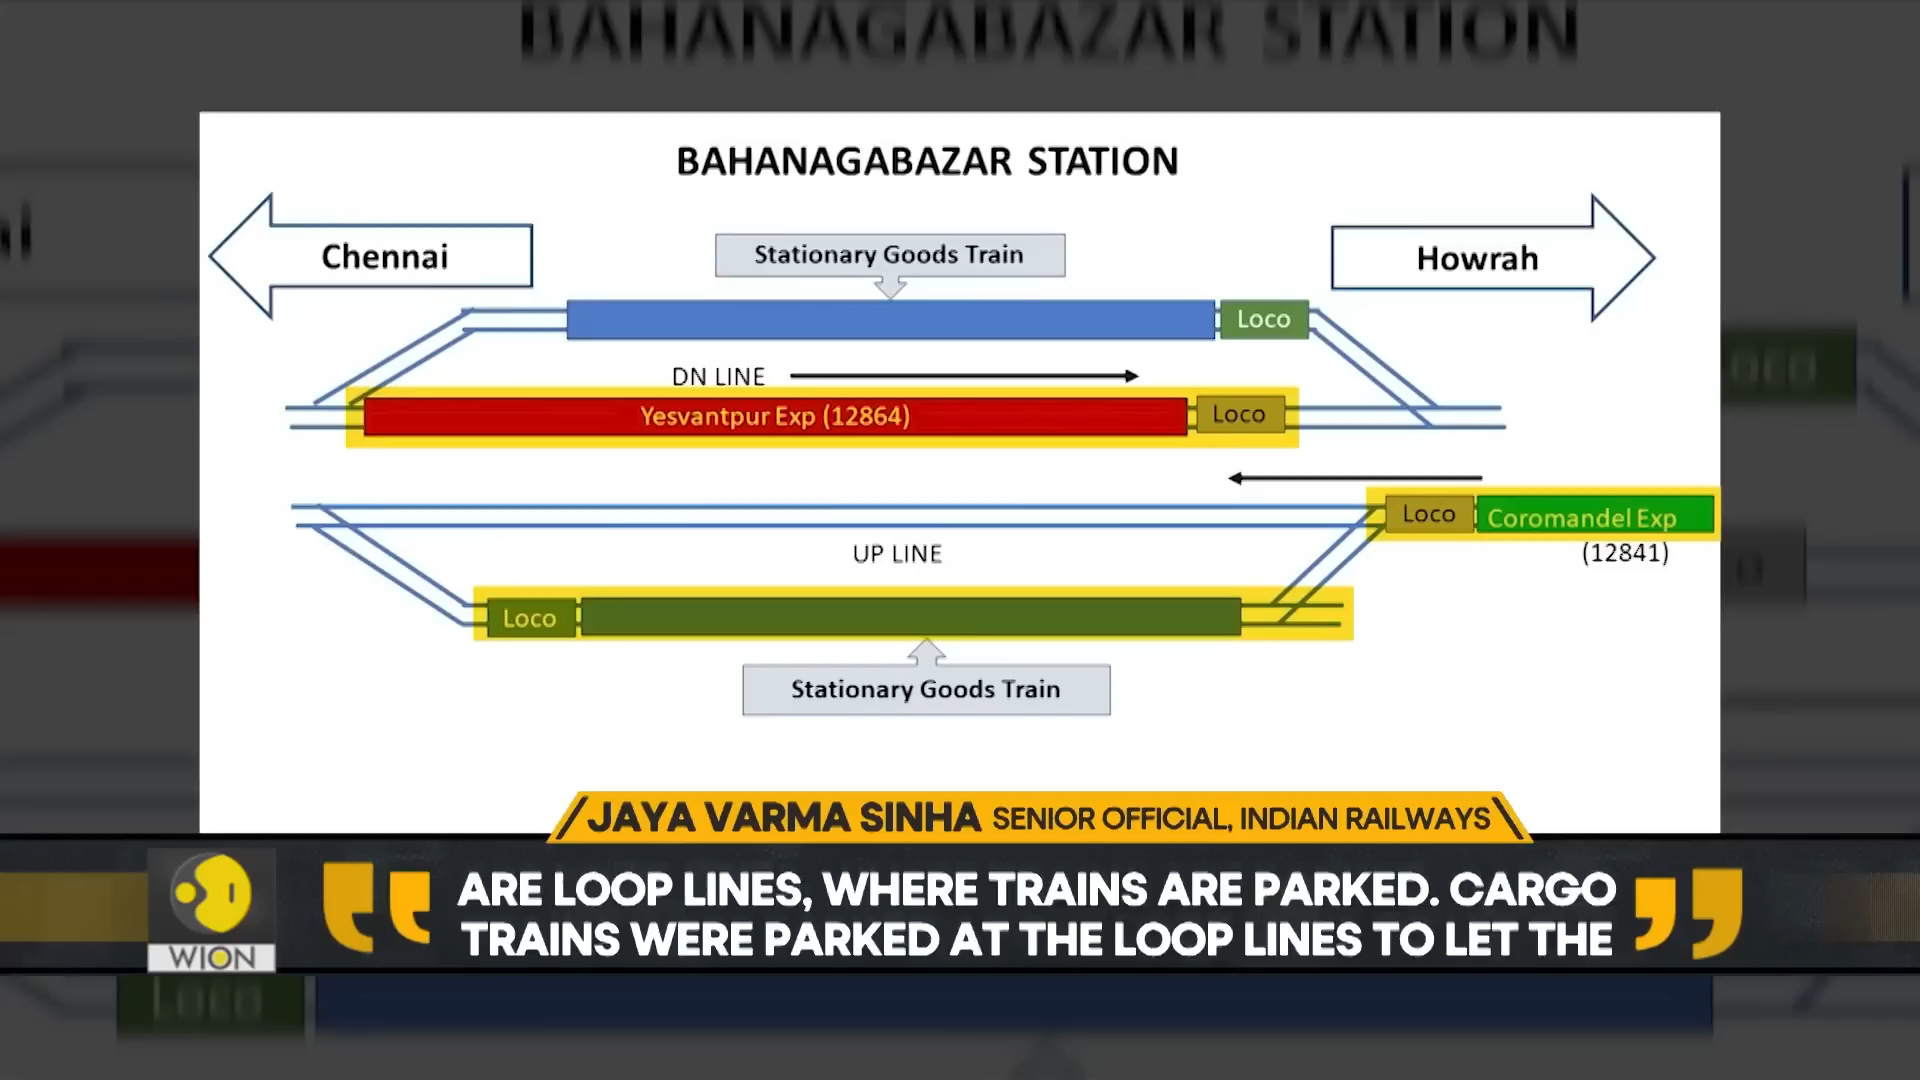 BAHANAGABAZAR STATION
BAHANAGABAZAR STATION
Chennai
Stationary Goods Train
Howrah
Loco
DN LINE
Yesvantpur Exp (12864)
Loco
Loco
Coromandel Exp
(12841)
UP LINE
Loco
Stationary Goods Train
JAYA VARMA SINHA SENIOR OFFICIAL, INDIAN RAILWAYS
ARE LOOP LINES, WHERE TRAINS ARE PARKED. CARGO
TRAINS WERE PARKED AT THE LOOP LINES TO LET THE
WION
Loco